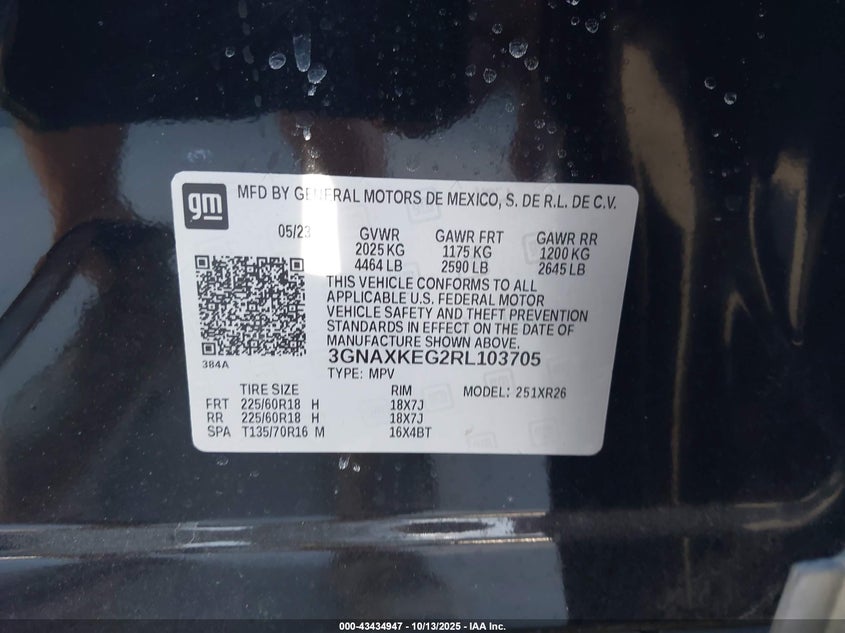 gm
MFD BY GENERAL MOTORS DE MEXICO, S. DE R.L. DE C.V.
05/23 GVWR GAWR FRT GAWR RR
2025 KG 1175 KG 1200 KG
4464 LB 2590 LB 2645 LB
THIS VEHICLE CONFORMS TO ALL
APPLICABLE U.S. FEDERAL MOTOR
VEHICLE SAFETY AND THEFT PREVENTION
STANDARDS IN EFFECT ON THE DATE OF
MANUFACTURE SHOWN ABOVE.
384A
3GNAXKEG2RL103705
TYPE: MPV
TIRE SIZE RIM MODEL: 251XR26
FRT 225/60R18 H 18X7J
RR 225/60R18 H 18X7J
SPA T135/70R16 M 16X4BT
000-43434947 - 10/13/2025 - IAA Inc.